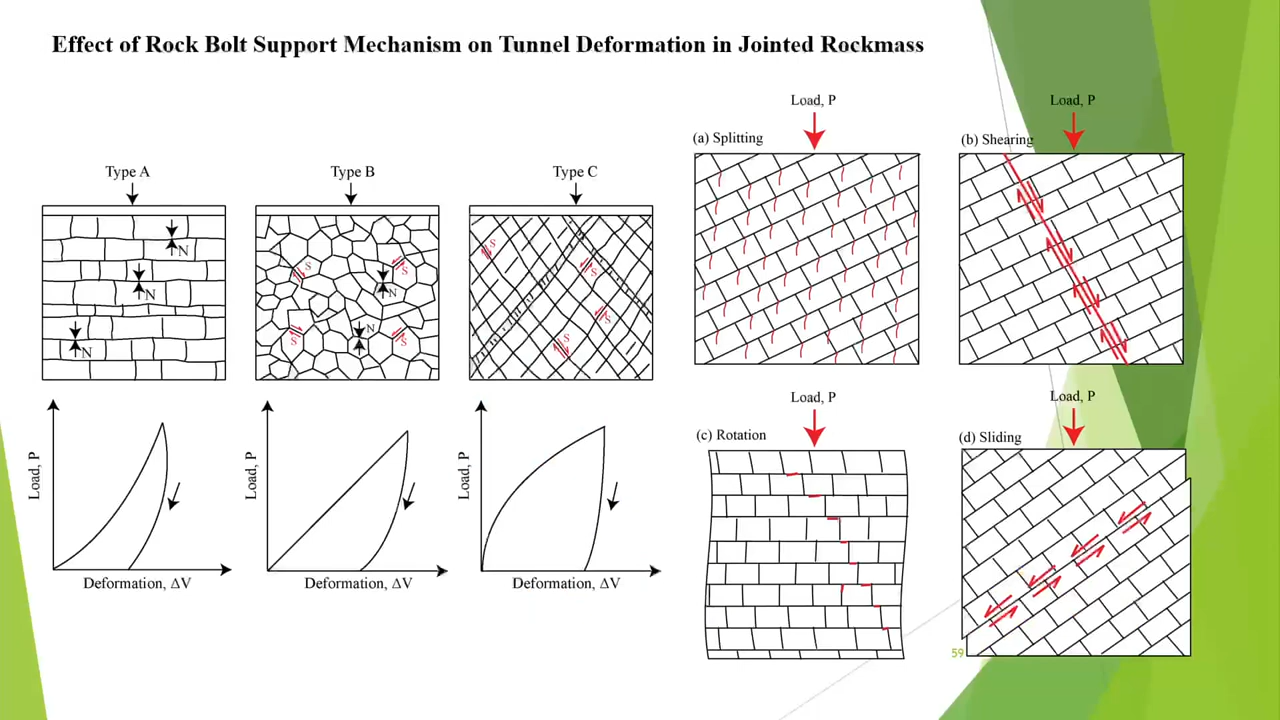 Effect of Rock Bolt Support Mechanism on Tunnel Deformation in Jointed Rockmass
Type A
Type B
Type C
N
N
N
S
S
N
N
S
S
S
S
S
S
Load, P
Deformation, ΔV
Load, P
Deformation, ΔV
Load, P
Deformation, ΔV
Load, P
(a) Splitting
Load, P
(b) Shearing
Load, P
(c) Rotation
Load, P
(d) Sliding
59